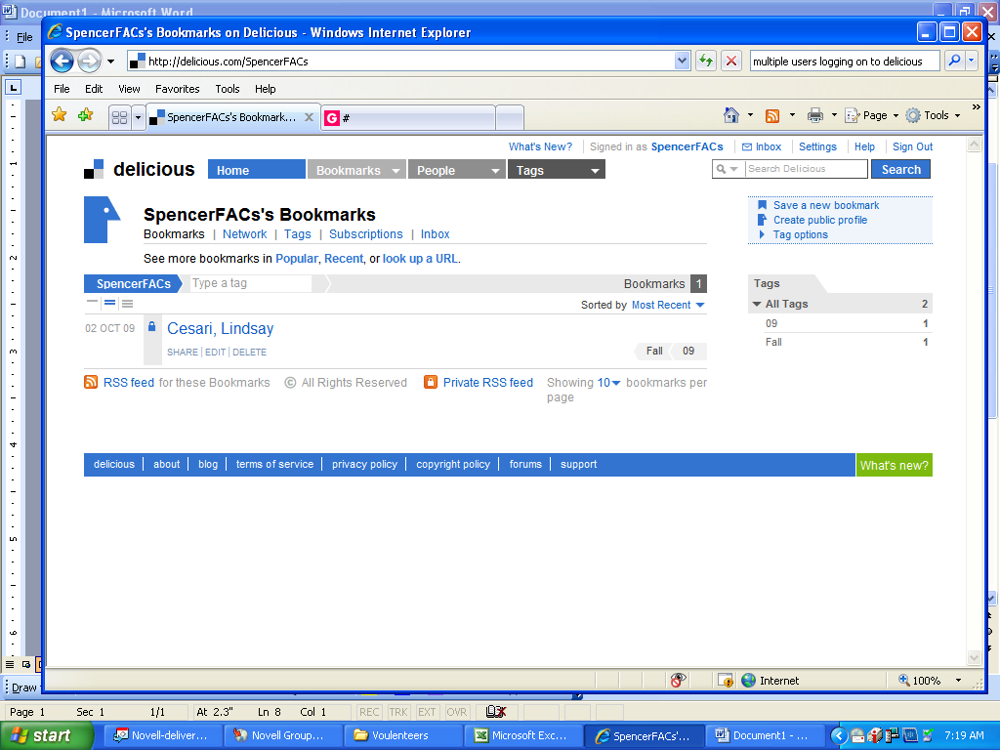 Document1 - Microsoft Word
File
SpencerFACs's Bookmarks on Delicious - Windows Internet Explorer
http://delicious.com/SpencerFACs
multiple users logging on to delicious
File Edit View Favorites Tools Help
SpencerFACs's Bookmark... G #
Page Tools »
What's New? Signed in as SpencerFACs Inbox Settings Help Sign Out
delicious Home Bookmarks People Tags Search Delicious Search
SpencerFACs's Bookmarks
Bookmarks | Network | Tags | Subscriptions | Inbox
Save a new bookmark
Create public profile
Tag options
See more bookmarks in Popular, Recent, or look up a URL.
SpencerFACs Type a tag Bookmarks 1
Sorted by Most Recent
02 OCT 09 Cesari, Lindsay
SHARE | EDIT | DELETE
Fall 09
Tags
All Tags 2
09 1
Fall 1
RSS feed for these Bookmarks © All Rights Reserved Private RSS feed Showing 10 bookmarks per
page
delicious | about | blog | terms of service | privacy policy | copyright policy | forums | support
What's new?
Internet 100%
Draw
Page 1 Sec 1 1/1 At 2.3" Ln 8 Col 1 REC TRK EXT OVR
start Novell-deliver... Novell Group... Voulenteers Microsoft Exc... SpencerFACs'... Document1 - ... 7:19 AM